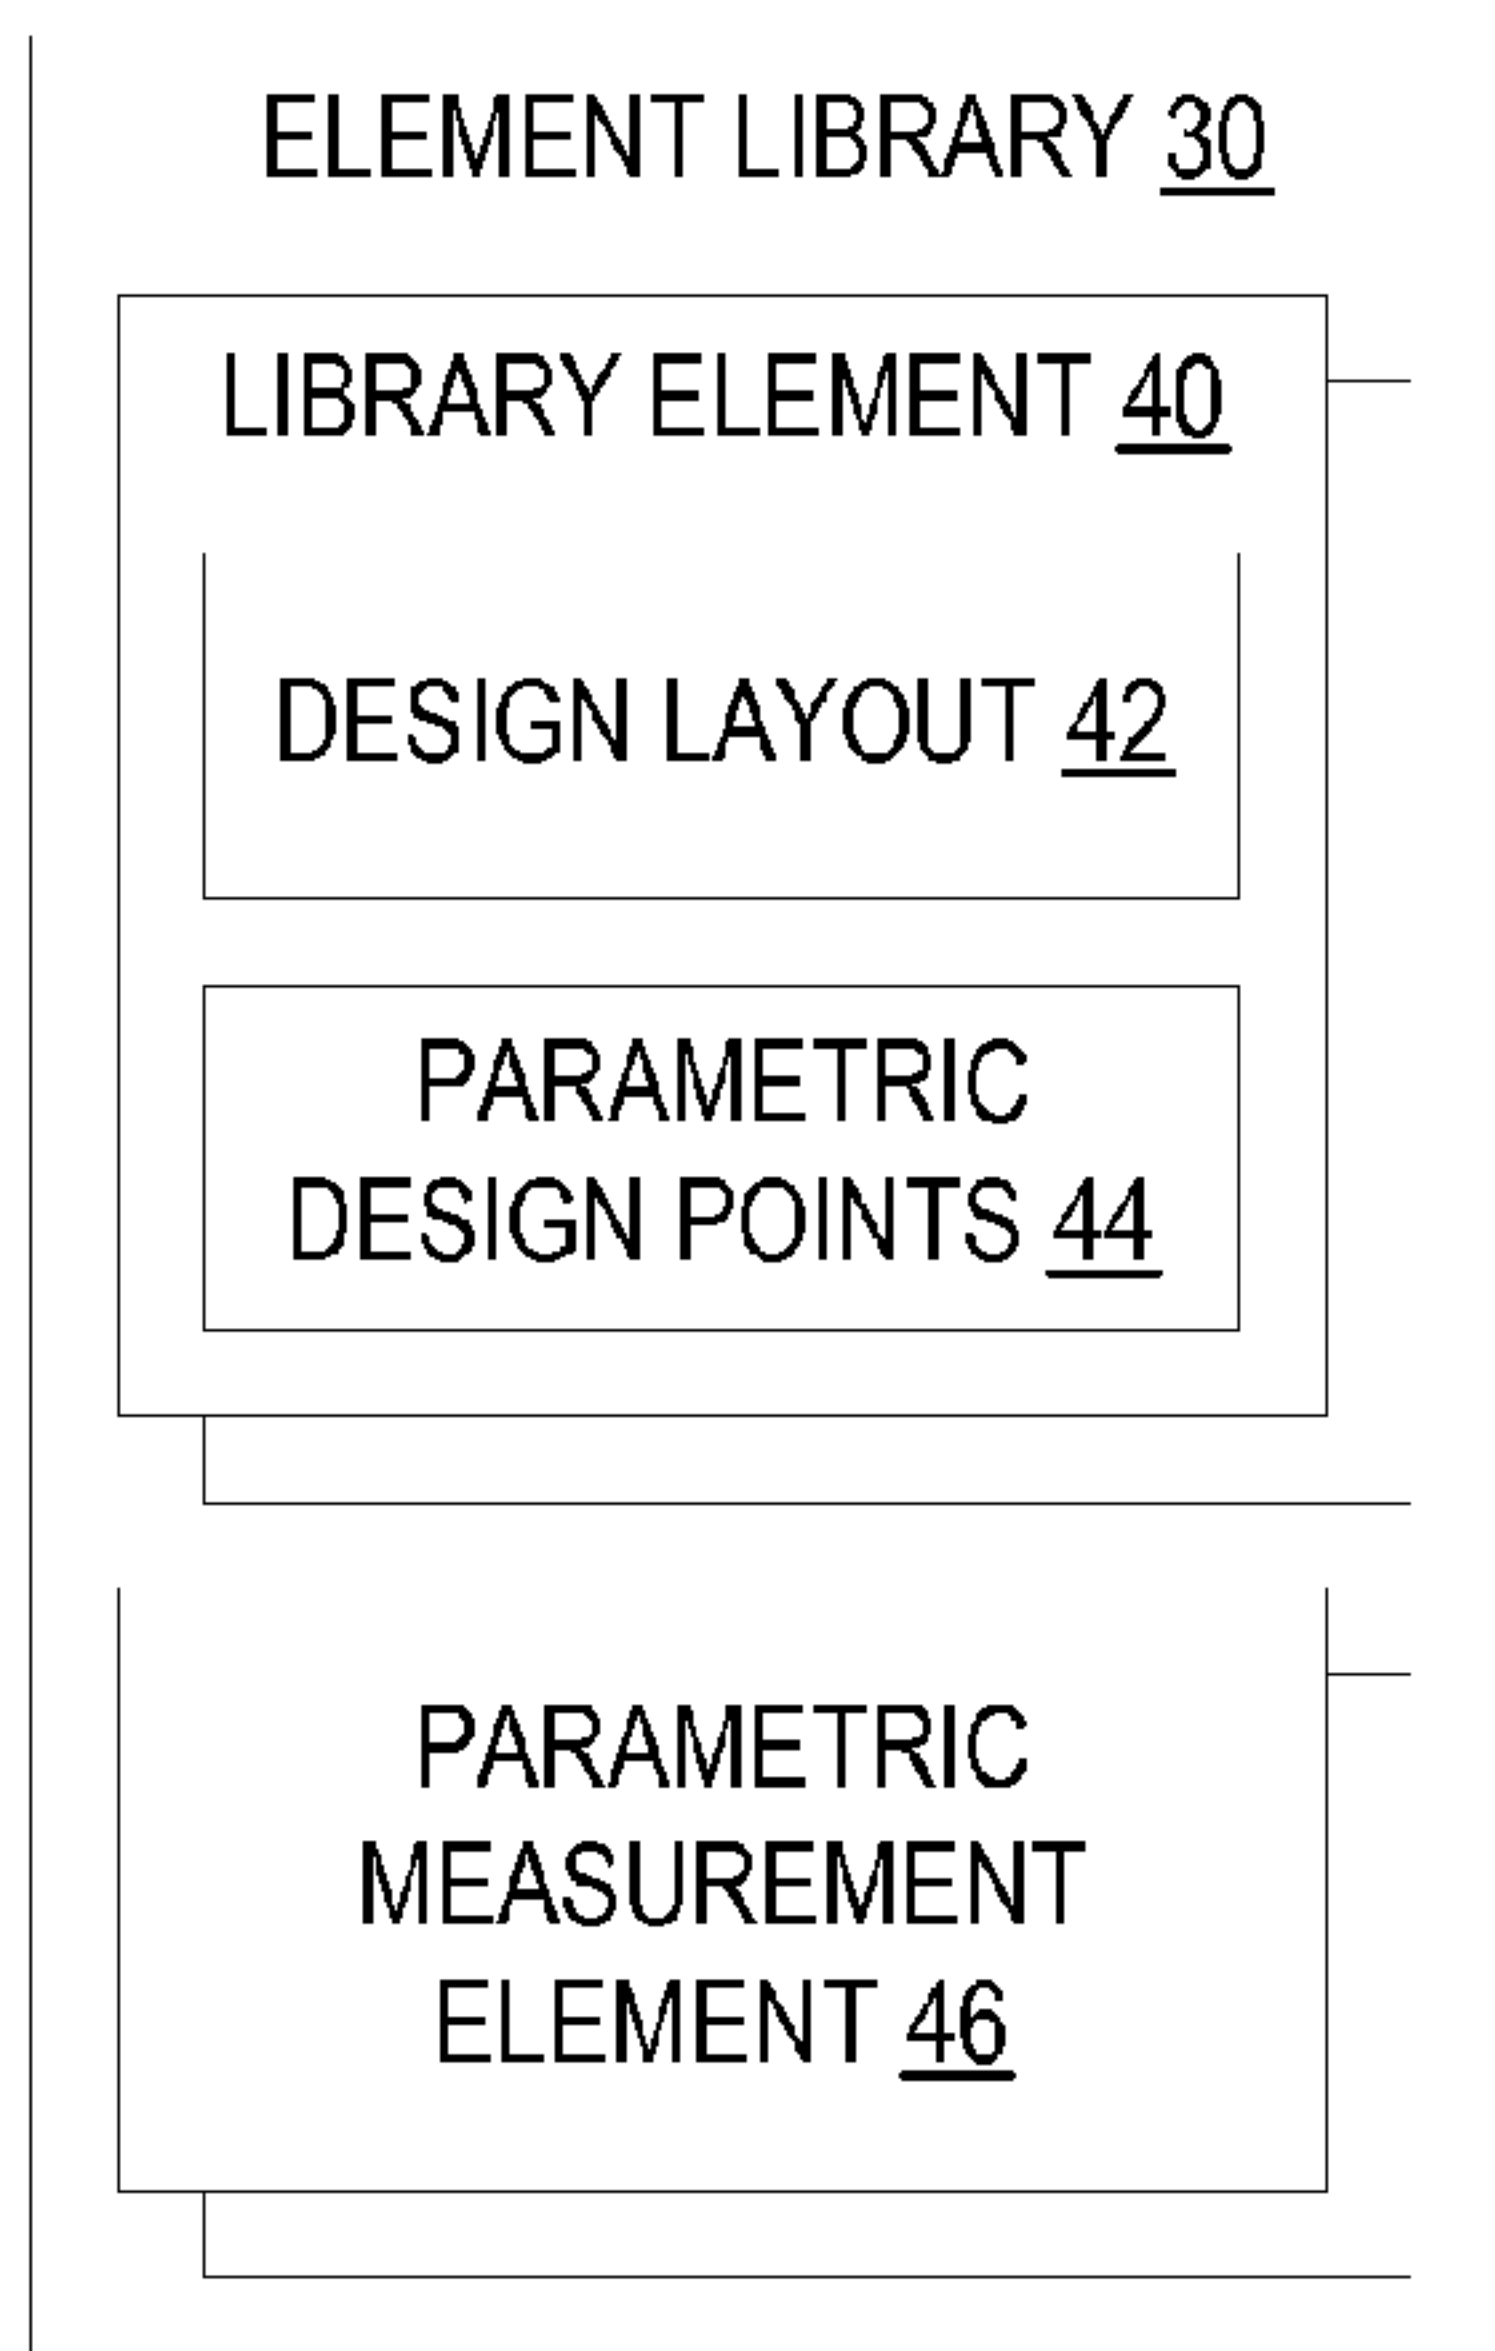 ELEMENT LIBRARY 30
LIBRARY ELEMENT 40
DESIGN LAYOUT 42
PARAMETRIC
DESIGN POINTS 44
PARAMETRIC
MEASUREMENT
ELEMENT 46